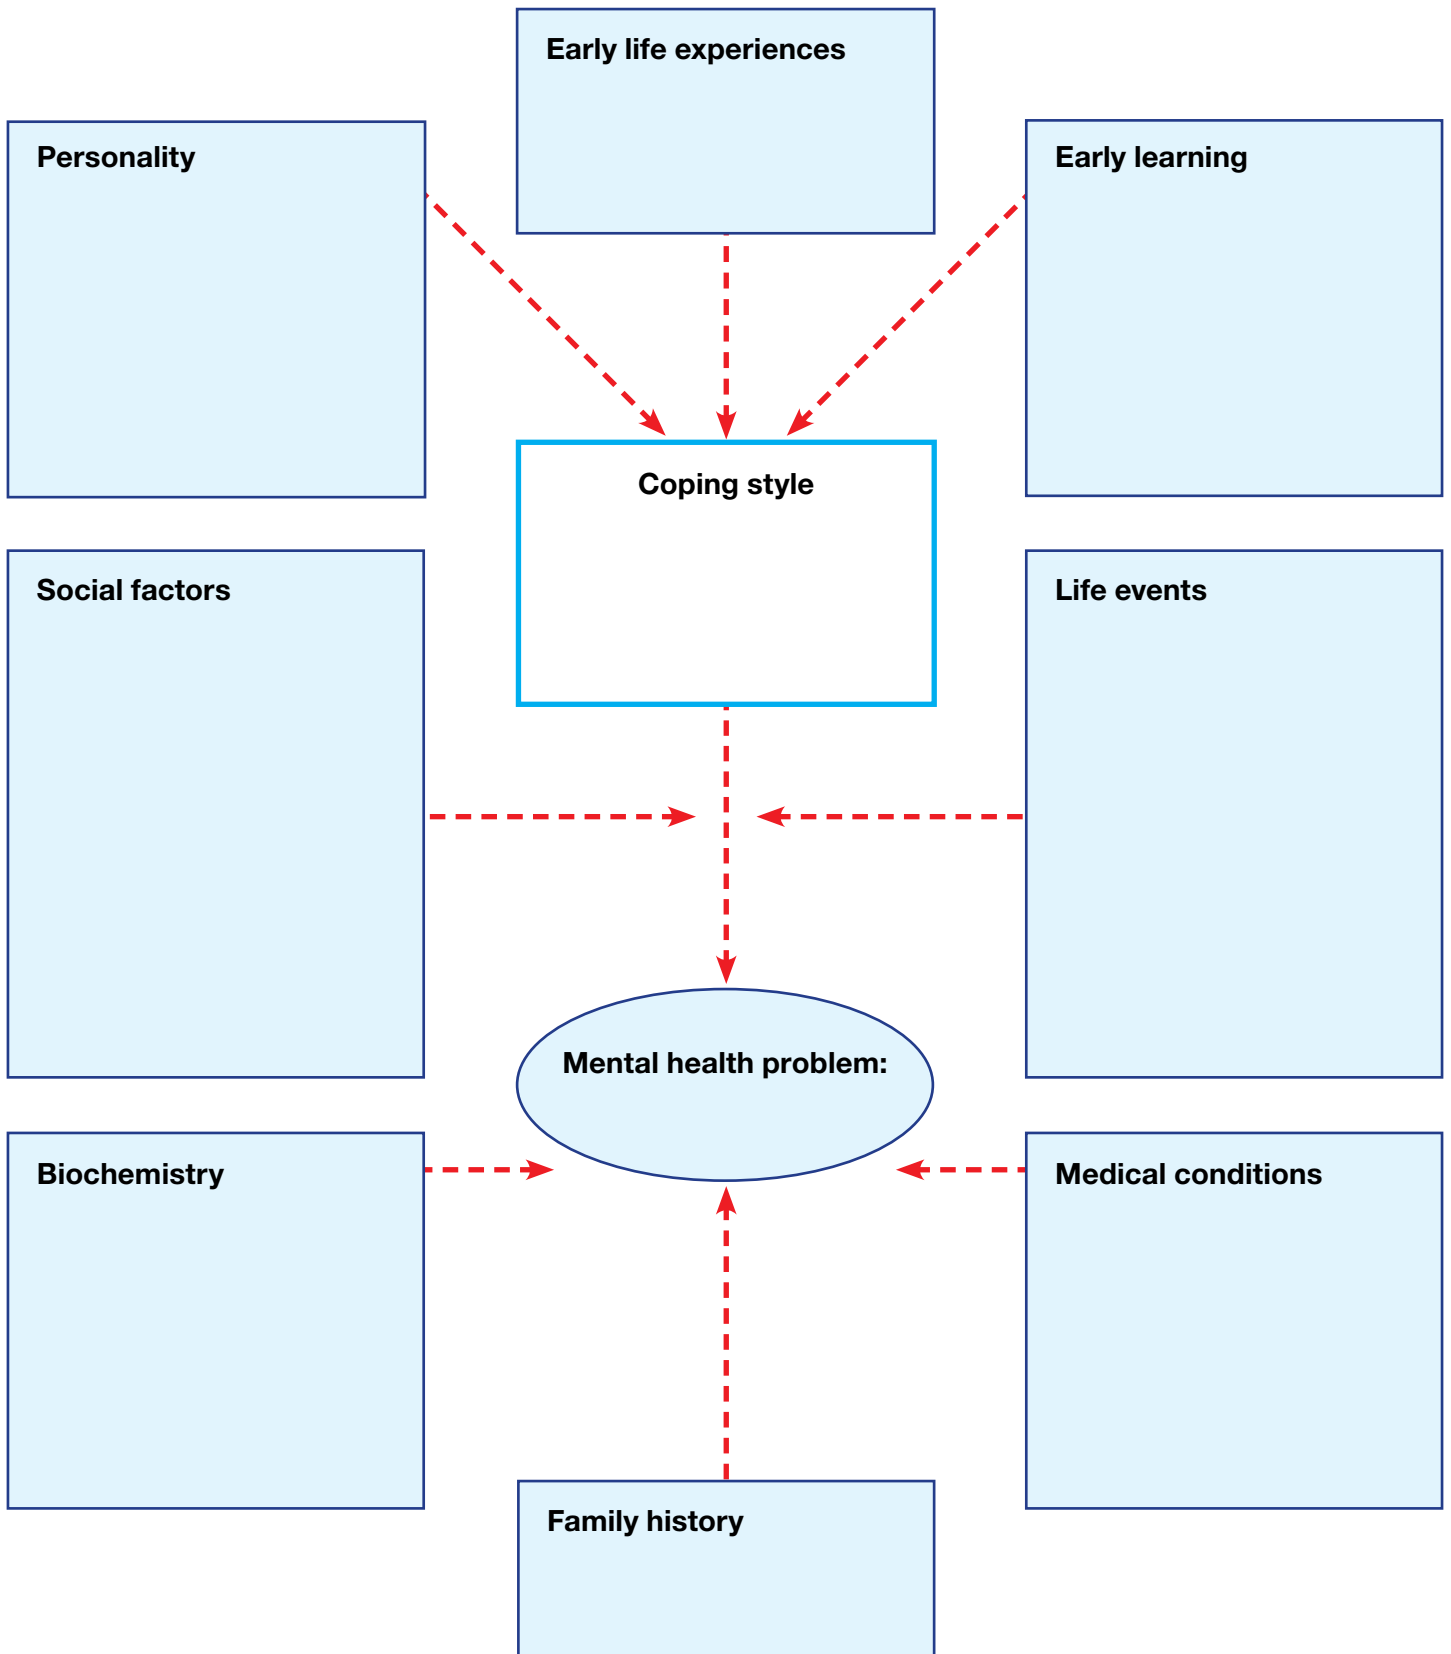 Early life experiences
Personality
Early learning
Coping style
Social factors
Life events
Mental health problem:
Biochemistry
Medical conditions
Family history